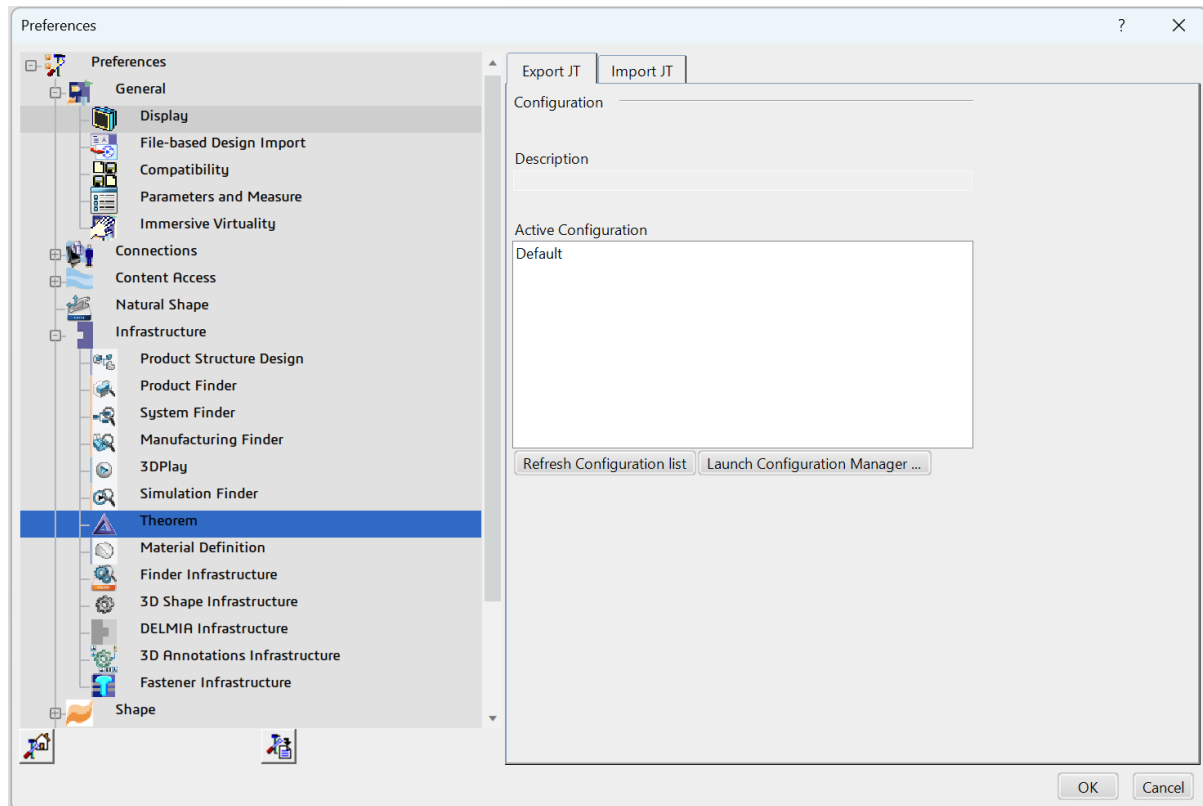 Preferences
?
Preferences
General
Display
File-based Design Import
Compatibility
Parameters and Measure
Immersive Virtuality
Connections
Content Access
Natural Shape
Infrastructure
Product Structure Design
Product Finder
System Finder
Manufacturing Finder
3DPlay
Simulation Finder
Theorem
Material Definition
Finder Infrastructure
3D Shape Infrastructure
DELMIA Infrastructure
3D Annotations Infrastructure
Fastener Infrastructure
Shape
Export JT
Import JT
Configuration
Description
Active Configuration
Default
Refresh Configuration list
Launch Configuration Manager ...
OK
Cancel